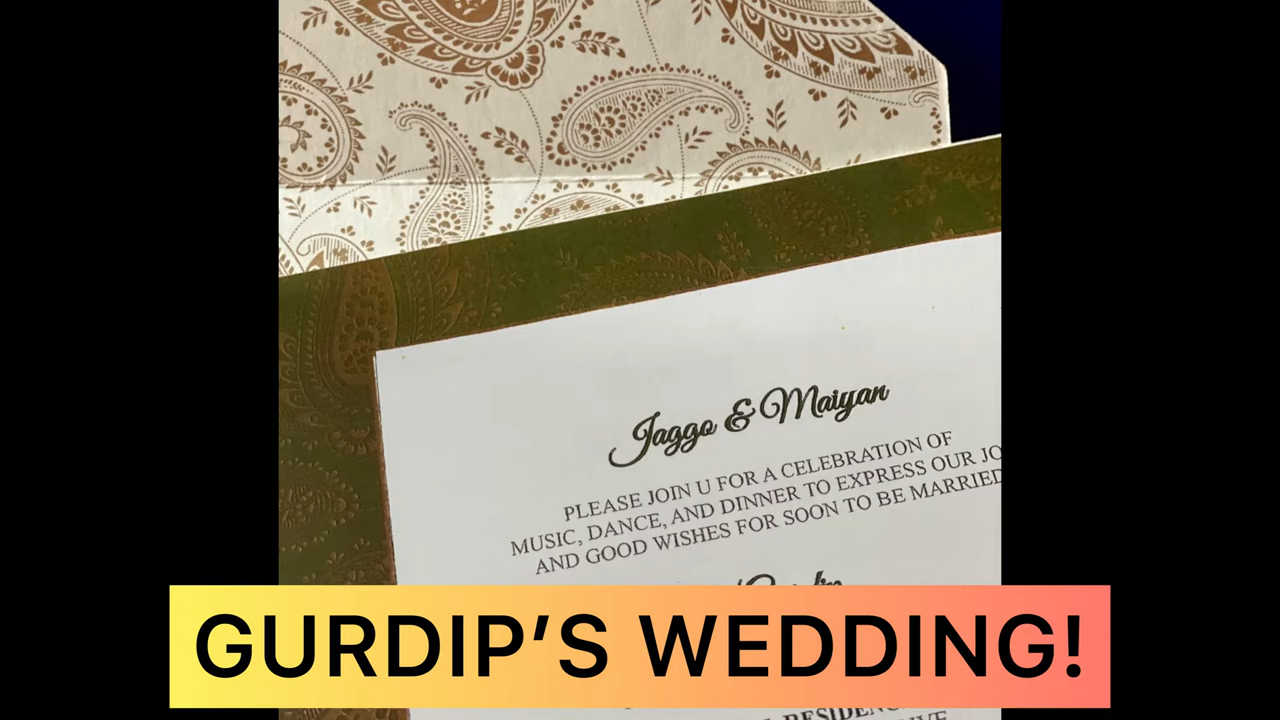 Jaggo & Maiyan
PLEASE JOIN U FOR A CELEBRATION OF
MUSIC, DANCE, AND DINNER TO EXPRESS OUR JO
AND GOOD WISHES FOR SOON TO BE MARRIED
GURDIP’S WEDDING!